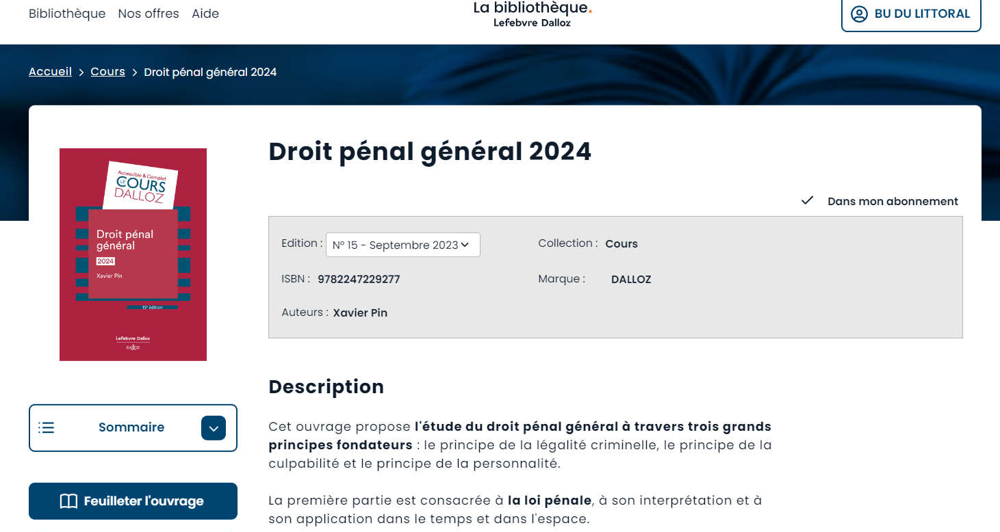 Bibliothèque Nos offres Aide
La bibliothèque.
Lefebvre Dalloz
BU DU LITTORAL
Accueil > Cours > Droit pénal général 2024
Accessible & Complet
LE COURS
DALLOZ
Droit pénal
général
2024
Xavier Pin
15e édition
Lefebvre Dalloz
DALLOZ
Sommaire
Feuilleter l'ouvrage
Droit pénal général 2024
Dans mon abonnement
Edition : N° 15 - Septembre 2023
Collection : Cours
ISBN : 9782247229277
Marque : DALLOZ
Auteurs : Xavier Pin
Description
Cet ouvrage propose l'étude du droit pénal général à travers trois grands
principes fondateurs : le principe de la légalité criminelle, le principe de la
culpabilité et le principe de la personnalité.
La première partie est consacrée à la loi pénale, à son interprétation et à
son application dans le temps et dans l'espace.